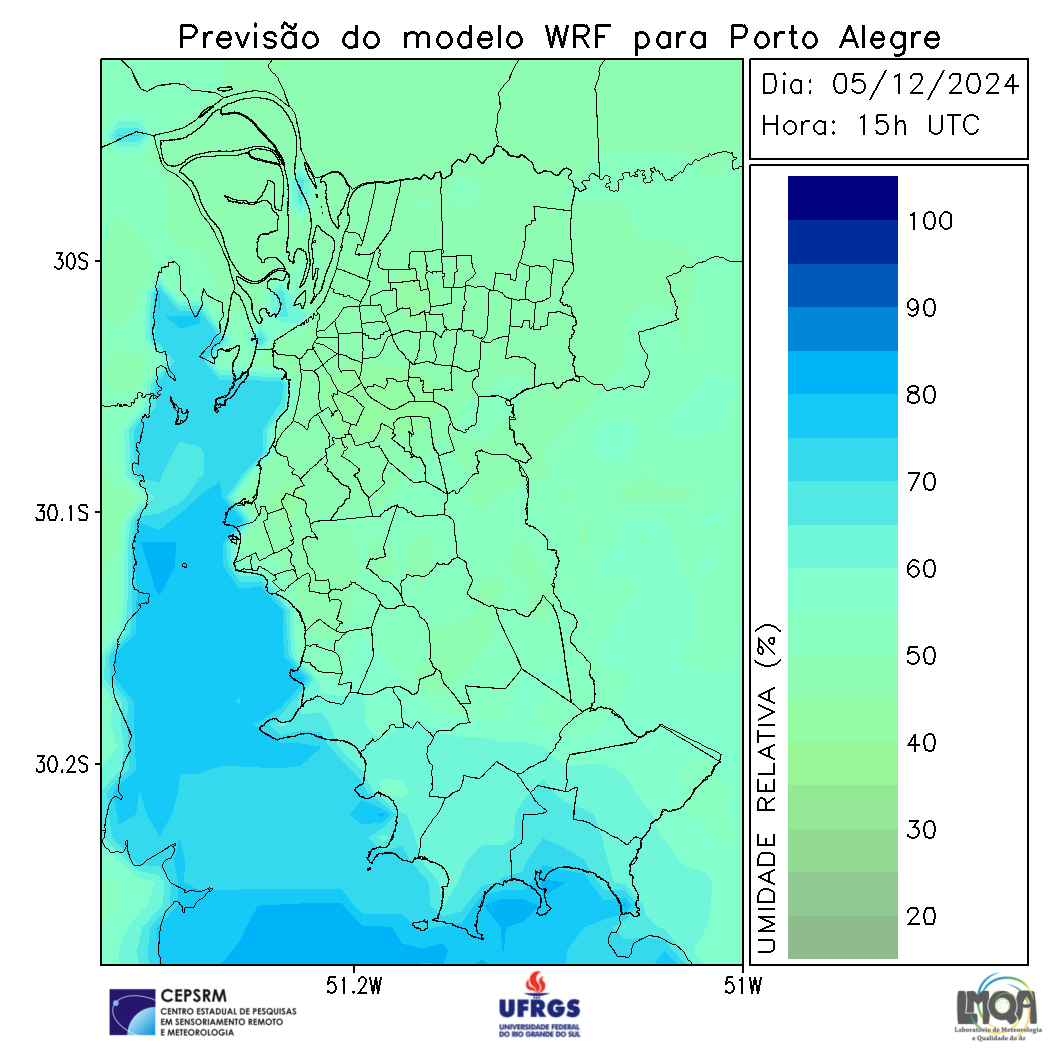 Previsão do modelo WRF para Porto Alegre
Dia: 05/12/2024
Hora: 15h UTC
30S
30.1S
30.2S
51.2W
51W
100
90
80
70
60
50
40
30
20
UMIDADE RELATIVA (%)
CEPSRM
CENTRO ESTADUAL DE PESQUISAS
EM SENSORIAMENTO REMOTO
E METEOROLOGIA
UFRGS
UNIVERSIDADE FEDERAL
DO RIO GRANDE DO SUL
LMQA
Laboratório de Meteorologia
e Qualidade do Ar